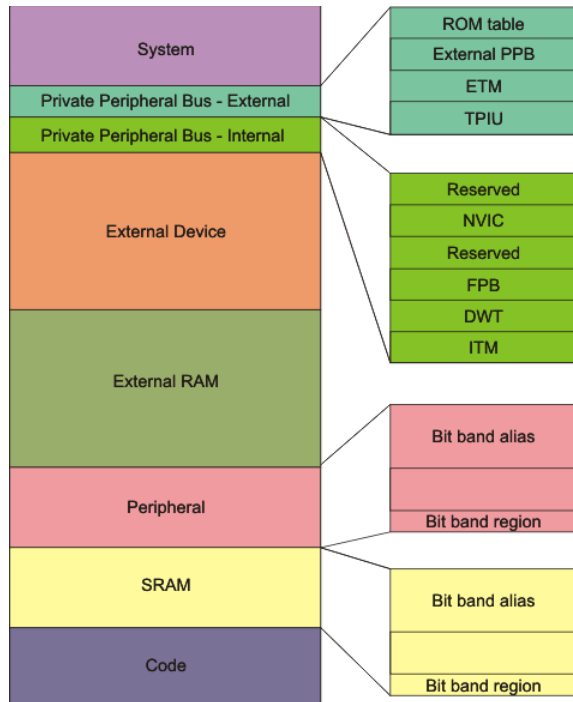 System
Private Peripheral Bus - External
Private Peripheral Bus - Internal
External Device
External RAM
Peripheral
SRAM
Code
ROM table
External PPB
ETM
TPIU
Reserved
NVIC
Reserved
FPB
DWT
ITM
Bit band alias
Bit band region
Bit band alias
Bit band region